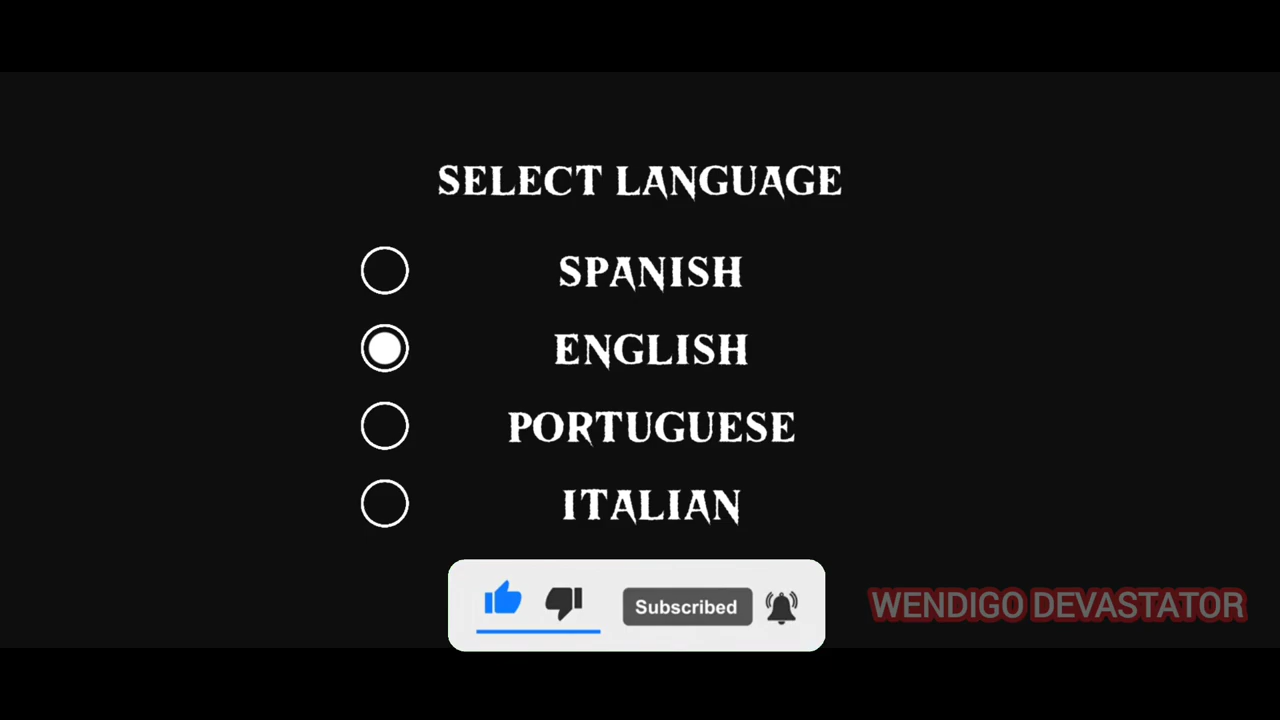 SELECT LANGUAGE
SPANISH
ENGLISH
PORTUGUESE
ITALIAN
Subscribed
WENDIGO DEVASTATOR